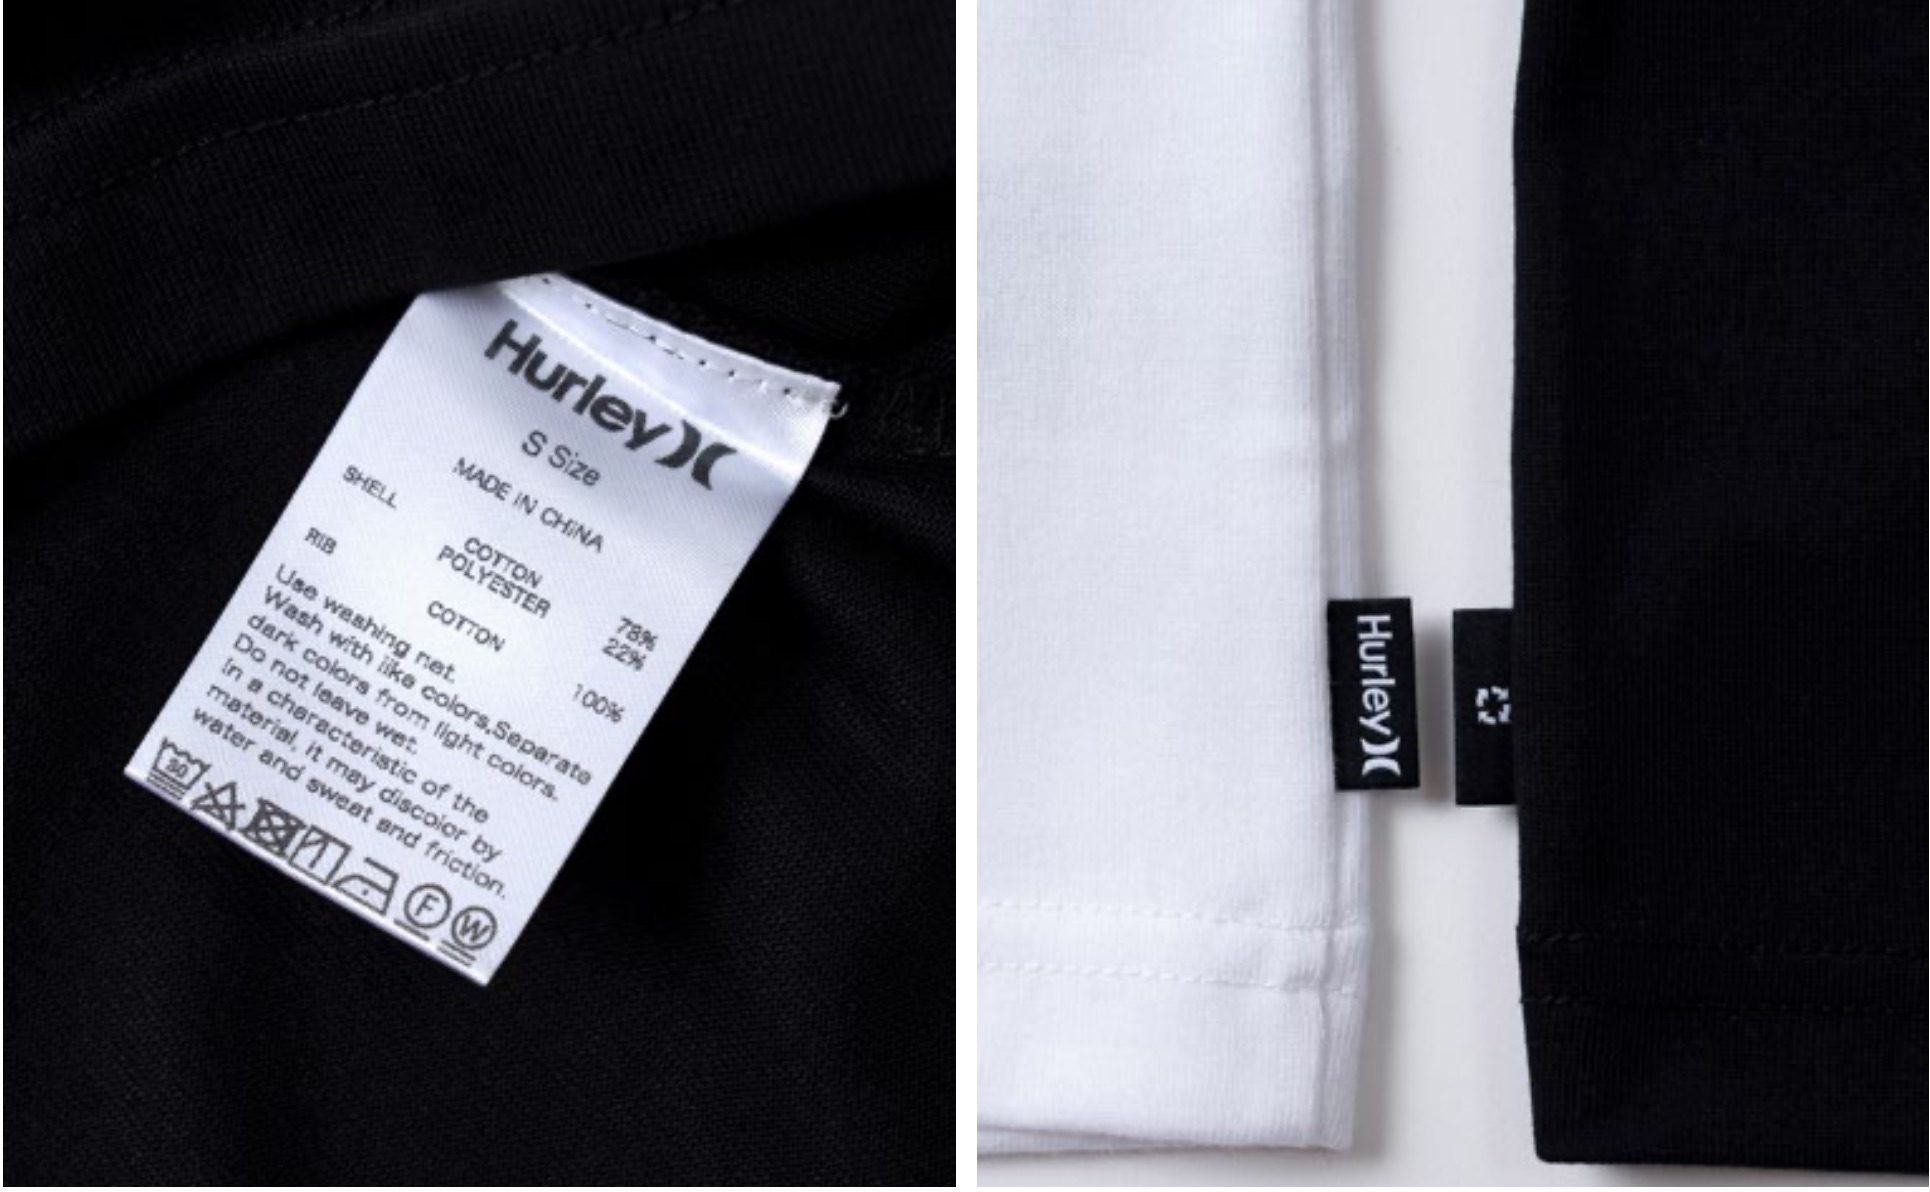 Hurley
S Size
MADE IN CHINA
SHELL
COTTON 78%
POLYESTER 22%
RIB
COTTON 100%
Use washing net.
Wash with like colors.Separate
dark colors from light colors.
Do not leave wet.
In a characteristic of the
material, it may discolor by
water and sweat and friction.
30
F
W
Hurley